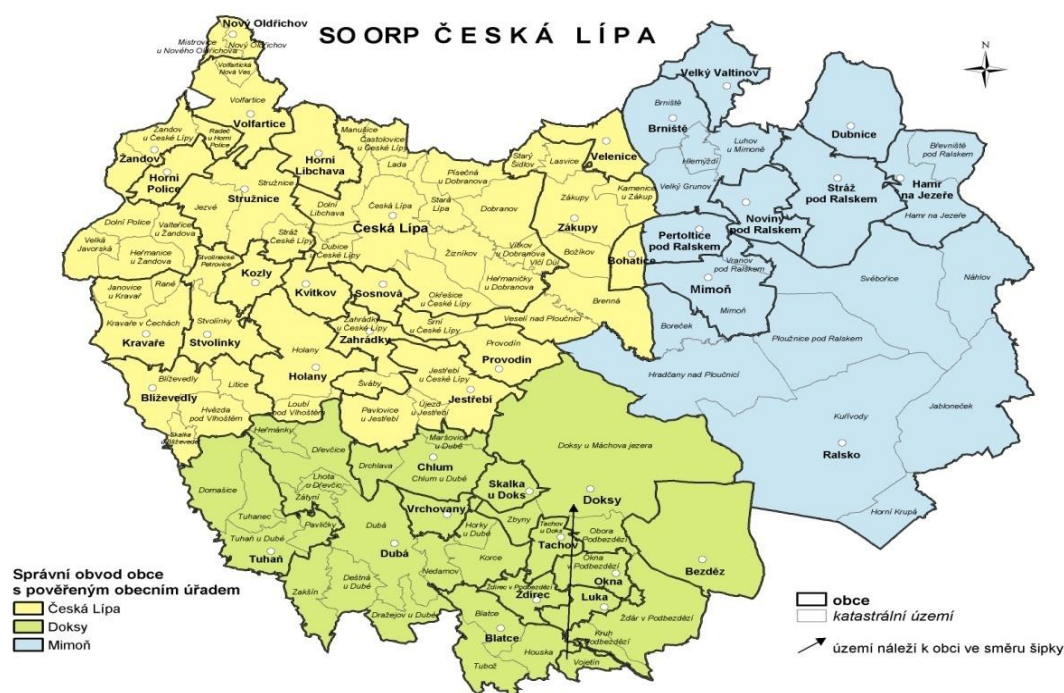 SO ORP ČESKÁ LÍPA
N
Nový Oldřichov
Mistrovice
u Nového Oldřichova
Nový Oldřichov
Volfartická
Nová Ves
Volfartice
Volfartice
Žandov
u České Lípy
Radeč
u Horní
Police
Žandov
Horní
Police
Horní
Libchava
Manušice
Častolovice
u České Lípy
Lada
Písečná
u Dobranova
Stružnice
Stružnice
Jezvé
Dolní
Libchava
Česká Lípa
Stará
Lípa
Dobranov
Česká Lípa
Dolní Police
Valteřice
u Žandova
Velká
Javorská
Heřmanice
u Žandova
Stráž
u České Lípy
Stvolínecké
Petrovice
Dubice
u České Lípy
Žizníkov
Vítkov
u Dobranova
Vlčí Důl
Heřmaničky
u Dobranova
Starý
Šidlov
Lasvice
Velenice
Zákupy
Kamenice
u Zákup
Zákupy
Božíkov
Bohatice
Brenná
Kozly
Kvítkov
Sosnová
Okřešice
u České Lípy
Janovice
u Kravař
Rané
Kravaře v Čechách
Kravaře
Stvolínky
Stvolínky
Zahrádky
u České Lípy
Zahrádky
Srní
u České Lípy
Veselí nad Ploučnicí
Provodín
Provodín
Holany
Holany
Jestřebí
u České Lípy
Jestřebí
Šváby
Újezd
u Jestřebí
Pavlovice
u Jestřebí
Blíževedly
Blíževedly
Litice
Hvězda
pod Vlhoštěm
Loubí
pod Vlhoštěm
Skalka
u Blíževedel
Velký Valtinov
Brniště
Brniště
Hlemýždí
Luhov
u Mimoně
Velký Grunov
Dubnice
Břevniště
pod Ralskem
Stráž
pod Ralskem
Hamr
na Jezeře
Hamr na Jezeře
Noviny
pod Ralskem
Pertoltice
pod Ralskem
Vranov
pod Ralskem
Mimoň
Mimoň
Boreček
Svébořice
Náhlov
Ploužnice pod Ralskem
Hradčany nad Ploučnicí
Jabloneček
Kuřívody
Ralsko
Horní Krupá
Heřmánky
Dřevčice
Drchlava
Maršovice
u Dubé
Chlum
Chlum u Dubé
Doksy u Máchova jezera
Skalka
u Doks
Doksy
Domašice
Lhota
u Dřevčic
Zátyní
Tuhanec
Pavličky
Tuhaň u Dubé
Tuhaň
Dubá
Dubá
Vrchovany
Horky
u Dubé
Zbyny
Tachov
u Doks
Tachov
Obora
v Podbezdězí
Okna
v Podbezdězí
Okna
Bezděz
Korce
Nedamov
Zakšín
Deštná
u Dubé
Dražejov u Dubé
Ždírec v Podbezdězí
Ždírec
Luka
Žďár v Podbezdězí
Blatce
Blatce
Houska
Tubož
Kruh
v Podbezdězí
Vojetín
Správní obvod obce
s pověřeným obecním úřadem
Česká Lípa
Doksy
Mimoň
obce
katastrální území
území náleží k obci ve směru šipky